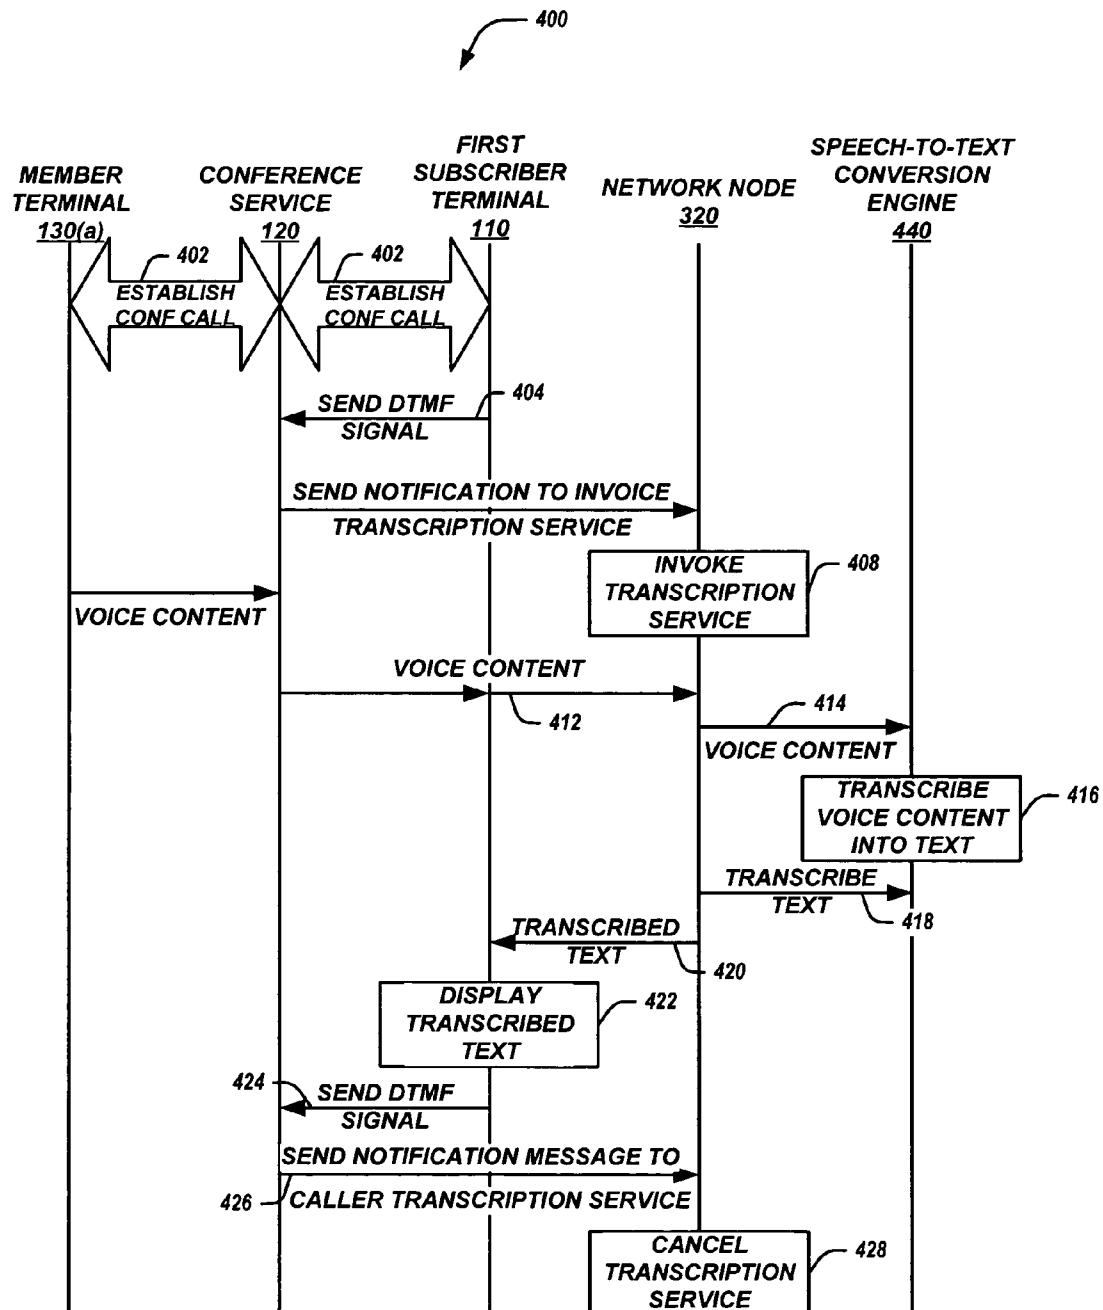 400
MEMBER
TERMINAL
130(a)
CONFERENCE
SERVICE
120
FIRST
SUBSCRIBER
TERMINAL
110
NETWORK NODE
320
SPEECH-TO-TEXT
CONVERSION
ENGINE
440
402
ESTABLISH
CONF CALL
402
ESTABLISH
CONF CALL
SEND DTMF
SIGNAL
404
SEND NOTIFICATION TO INVOICE
TRANSCRIPTION SERVICE
INVOKE
TRANSCRIPTION
SERVICE
408
VOICE CONTENT
VOICE CONTENT
412
414
VOICE CONTENT
TRANSCRIBE
VOICE CONTENT
INTO TEXT
416
TRANSCRIBE
TEXT
418
TRANSCRIBED
TEXT
420
DISPLAY
TRANSCRIBED
TEXT
422
424
SEND DTMF
SIGNAL
SEND NOTIFICATION MESSAGE TO
CALLER TRANSCRIPTION SERVICE
426
CANCEL
TRANSCRIPTION
SERVICE
428